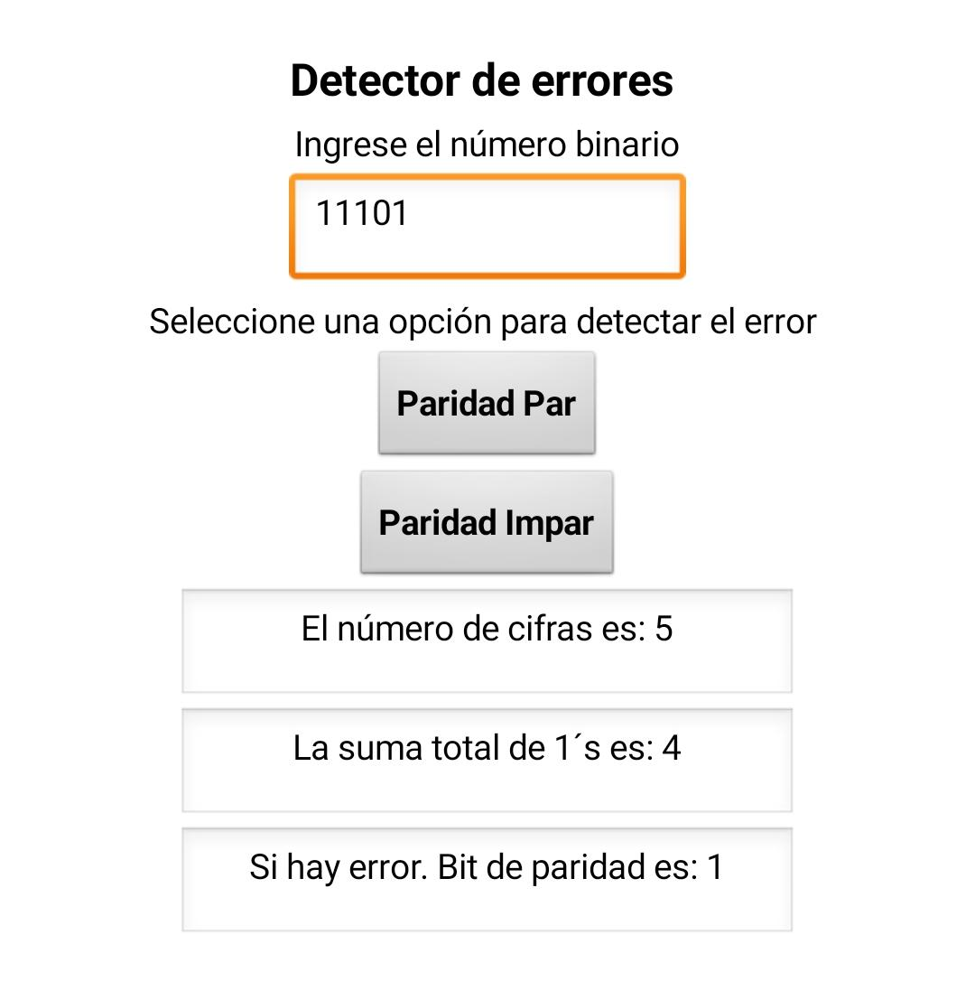 Detector de errores
Ingrese el número binario
11101
Seleccione una opción para detectar el error
Paridad Par
Paridad Impar
El número de cifras es: 5
La suma total de 1´s es: 4
Si hay error. Bit de paridad es: 1